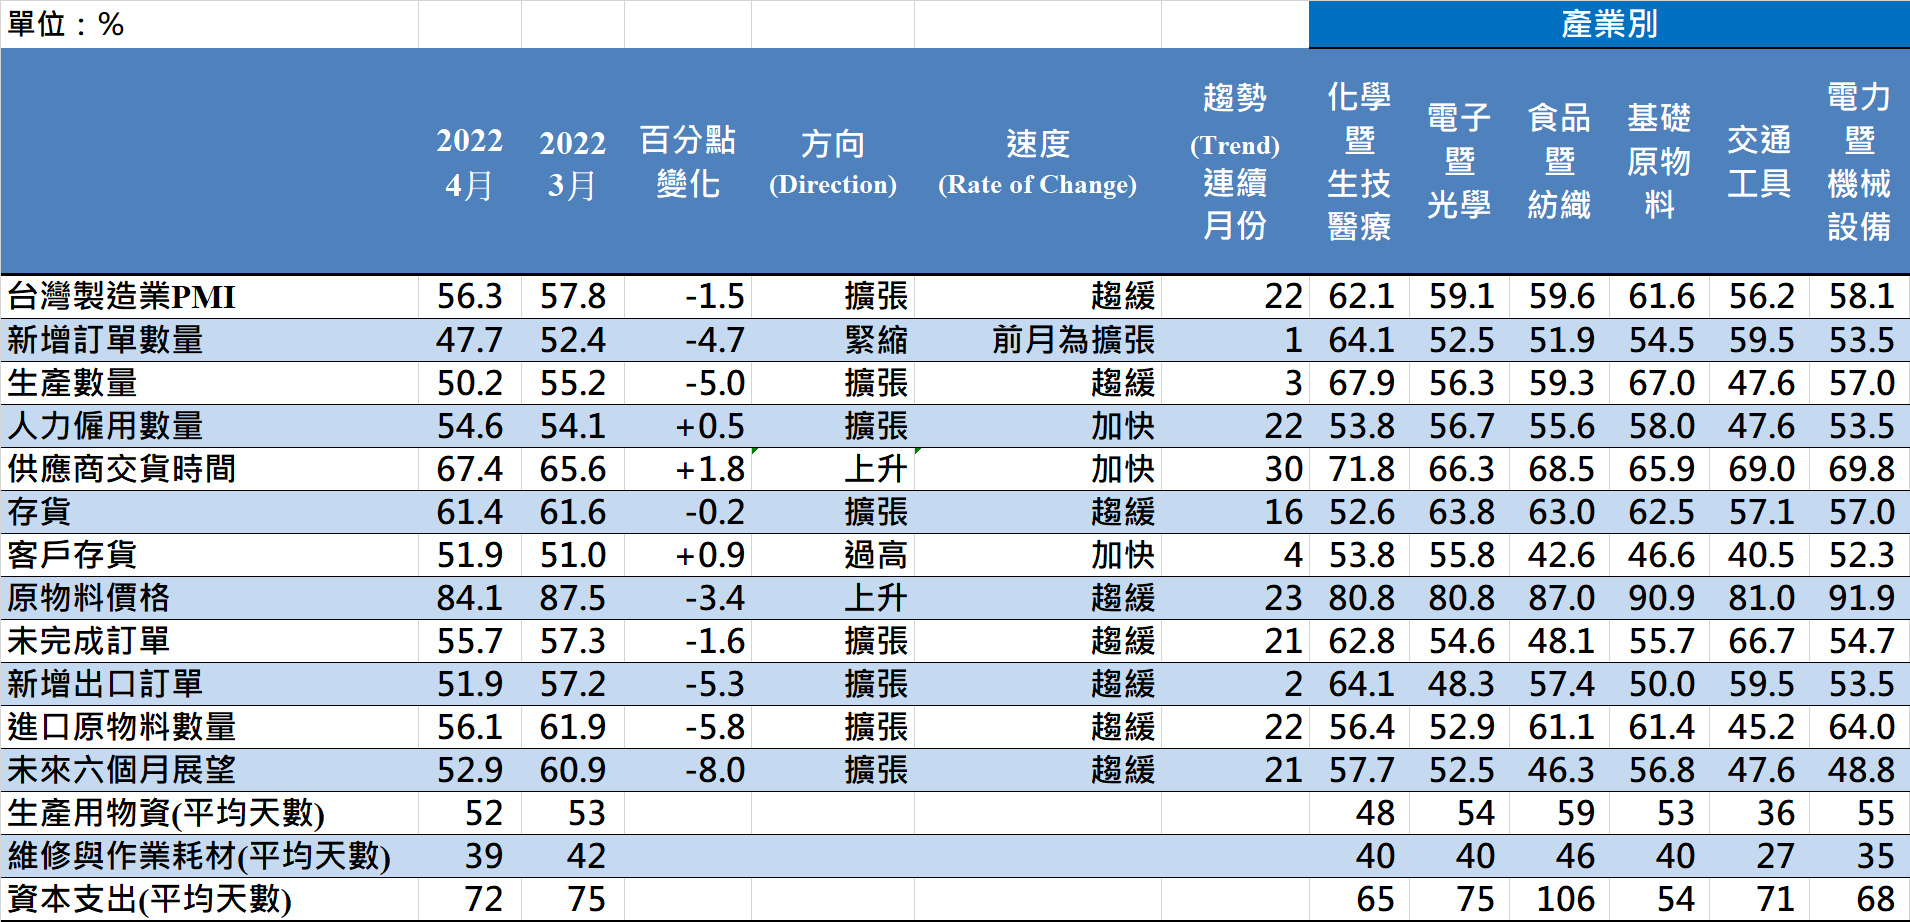 單位：%
產業別
2022 4月
2022 3月
百分點變化
方向 (Direction)
速度 (Rate of Change)
趨勢 (Trend) 連續月份
化學暨生技醫療
電子暨光學
食品暨紡織
基礎原物料
交通工具
電力暨機械設備
台灣製造業PMI 56.3 57.8 -1.5 擴張 趨緩 22 62.1 59.1 59.6 61.6 56.2 58.1
新增訂單數量 47.7 52.4 -4.7 緊縮 前月為擴張 1 64.1 52.5 51.9 54.5 59.5 53.5
生產數量 50.2 55.2 -5.0 擴張 趨緩 3 67.9 56.3 59.3 67.0 47.6 57.0
人力僱用數量 54.6 54.1 +0.5 擴張 加快 22 53.8 56.7 55.6 58.0 47.6 53.5
供應商交貨時間 67.4 65.6 +1.8 上升 加快 30 71.8 66.3 68.5 65.9 69.0 69.8
存貨 61.4 61.6 -0.2 擴張 趨緩 16 52.6 63.8 63.0 62.5 57.1 57.0
客戶存貨 51.9 51.0 +0.9 過高 加快 4 53.8 55.8 42.6 46.6 40.5 52.3
原物料價格 84.1 87.5 -3.4 上升 趨緩 23 80.8 80.8 87.0 90.9 81.0 91.9
未完成訂單 55.7 57.3 -1.6 擴張 趨緩 21 62.8 54.6 48.1 55.7 66.7 54.7
新增出口訂單 51.9 57.2 -5.3 擴張 趨緩 2 64.1 48.3 57.4 50.0 59.5 53.5
進口原物料數量 56.1 61.9 -5.8 擴張 趨緩 22 56.4 52.9 61.1 61.4 45.2 64.0
未來六個月展望 52.9 60.9 -8.0 擴張 趨緩 21 57.7 52.5 46.3 56.8 47.6 48.8
生產用物資(平均天數) 52 53 48 54 59 53 36 55
維修與作業耗材(平均天數) 39 42 40 40 46 40 27 35
資本支出(平均天數) 72 75 65 75 106 54 71 68